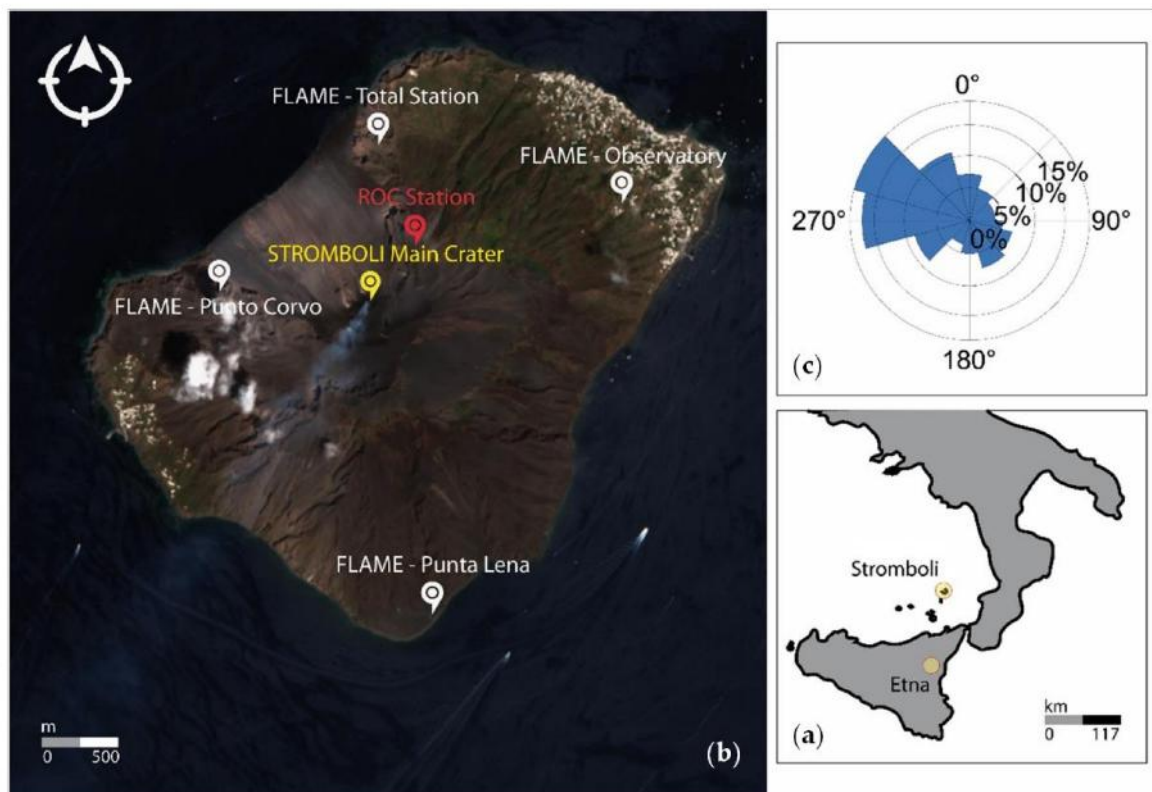 FLAME - Total Station
FLAME - Observatory
ROC Station
STROMBOLI Main Crater
FLAME - Punto Corvo
FLAME - Punta Lena
m
0 500
(b)
0°
15%
10%
5%
0%
270°
90°
180°
(c)
Stromboli
Etna
km
0 117
(a)